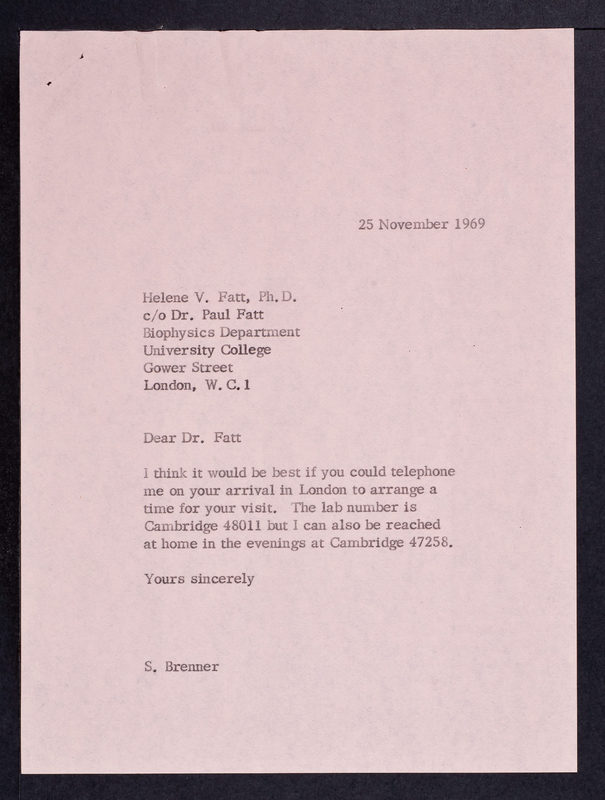 25 November 1969
Helene V. Fatt, Ph.D.
c/o Dr. Paul Fatt
Biophysics Department
University College
Gower Street
London, W.C.1
Dear Dr. Fatt
I think it would be best if you could telephone
me on your arrival in London to arrange a
time for your visit. The lab number is
Cambridge 48011 but I can also be reached
at home in the evenings at Cambridge 47258.
Yours sincerely
S. Brenner